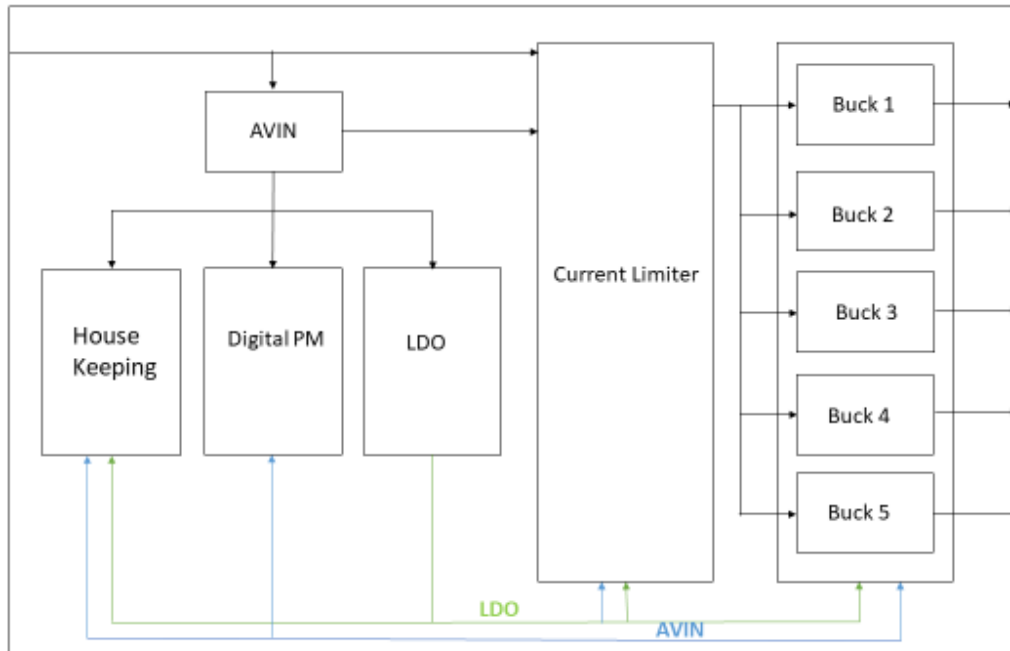 AVIN
Buck 1
Buck 2
Buck 3
Buck 4
Buck 5
Current Limiter
House
Keeping
Digital PM
LDO
LDO
AVIN